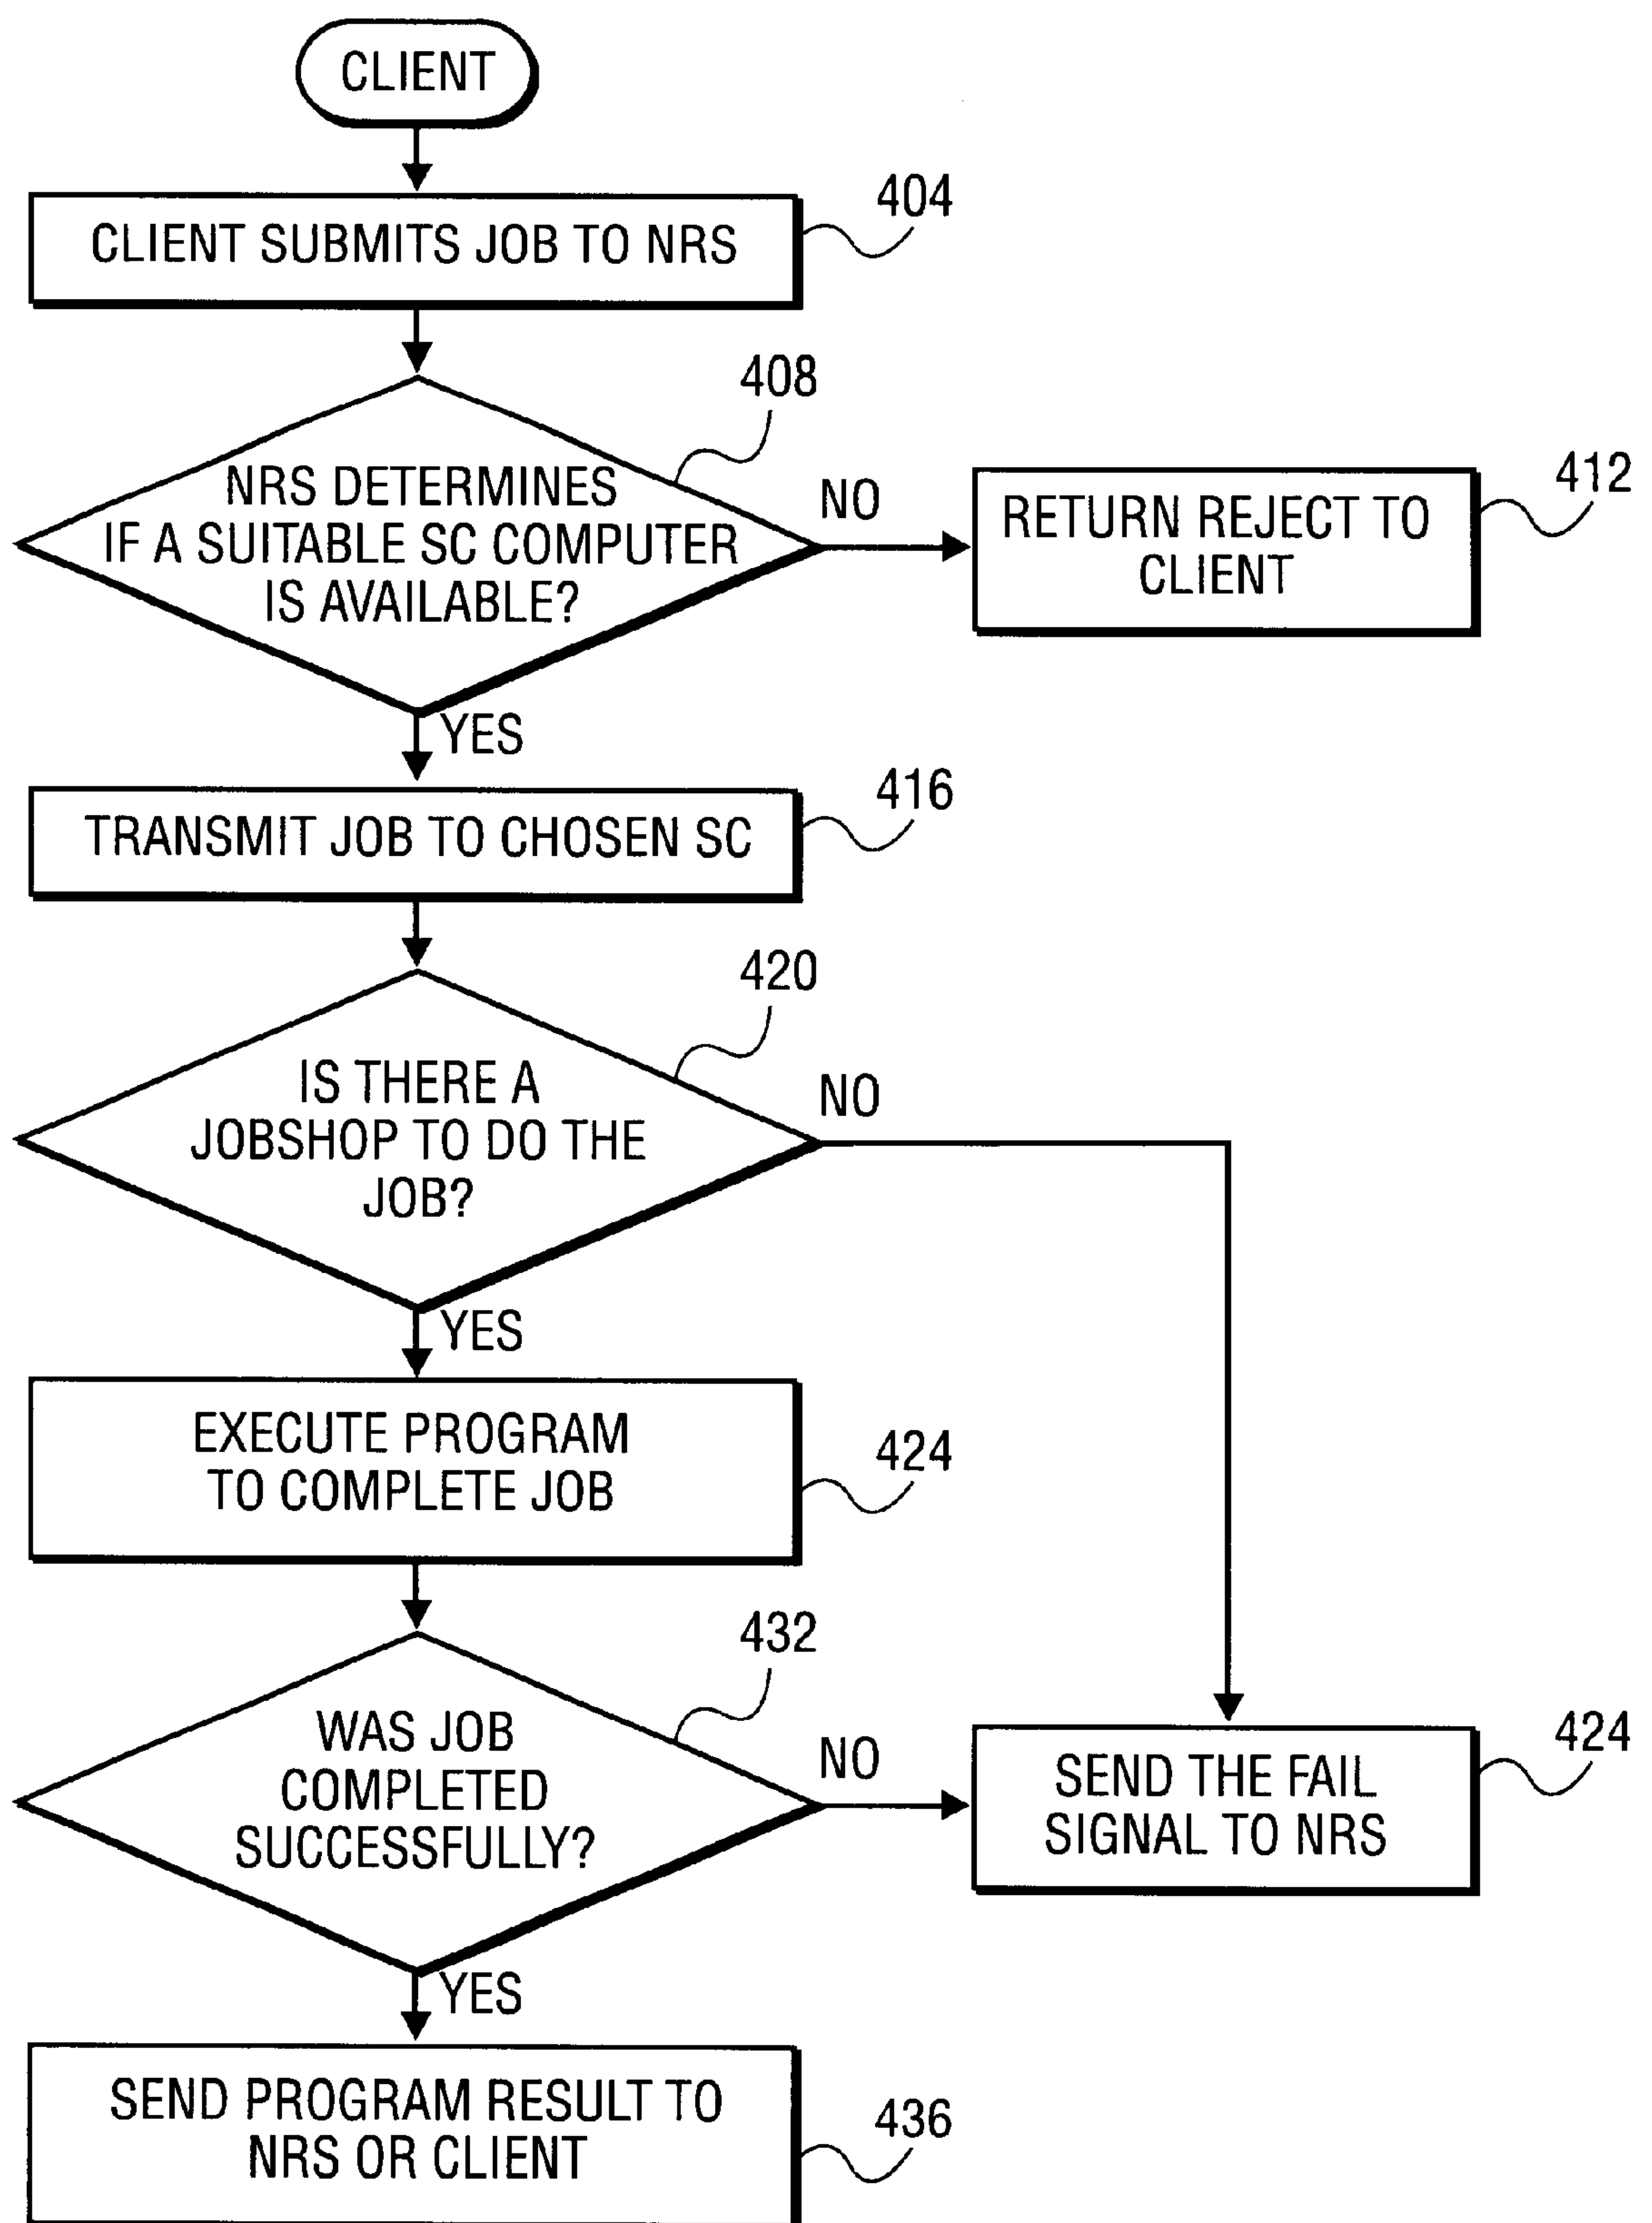 CLIENT
404
CLIENT SUBMITS JOB TO NRS
408
NRS DETERMINES
IF A SUITABLE SC COMPUTER
IS AVAILABLE?
NO
412
RETURN REJECT TO
CLIENT
YES
416
TRANSMIT JOB TO CHOSEN SC
420
IS THERE A
JOBSHOP TO DO THE
JOB?
NO
YES
EXECUTE PROGRAM
TO COMPLETE JOB
424
432
WAS JOB
COMPLETED
SUCCESSFULLY?
NO
424
SEND THE FAIL
SIGNAL TO NRS
YES
SEND PROGRAM RESULT TO
NRS OR CLIENT
436